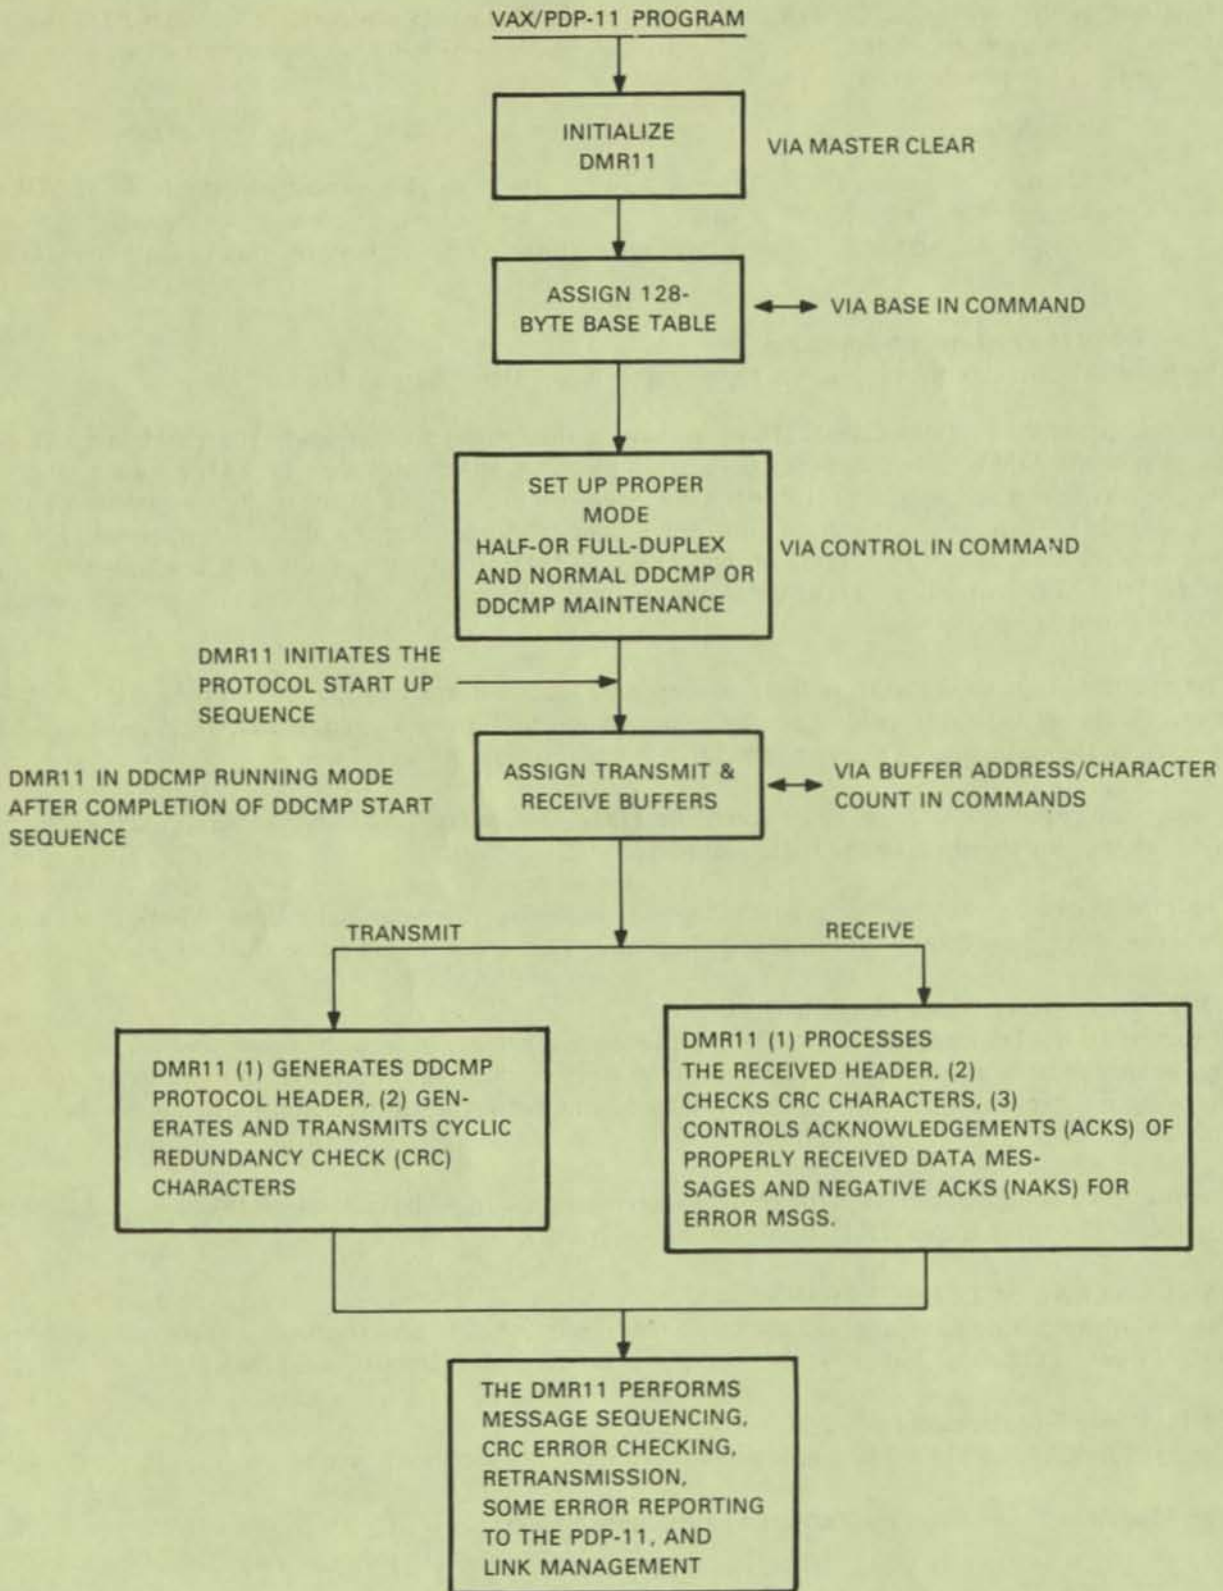 VAX/PDP-11 PROGRAM
INITIALIZE
DMR11
VIA MASTER CLEAR
ASSIGN 128-
BYTE BASE TABLE
VIA BASE IN COMMAND
SET UP PROPER
MODE
HALF-OR FULL-DUPLEX
AND NORMAL DDCMP OR
DDCMP MAINTENANCE
VIA CONTROL IN COMMAND
DMR11 INITIATES THE
PROTOCOL START UP
SEQUENCE
DMR11 IN DDCMP RUNNING MODE
AFTER COMPLETION OF DDCMP START
SEQUENCE
ASSIGN TRANSMIT &
RECEIVE BUFFERS
VIA BUFFER ADDRESS/CHARACTER
COUNT IN COMMANDS
TRANSMIT
RECEIVE
DMR11 (1) GENERATES DDCMP
PROTOCOL HEADER, (2) GEN-
ERATES AND TRANSMITS CYCLIC
REDUNDANCY CHECK (CRC)
CHARACTERS
DMR11 (1) PROCESSES
THE RECEIVED HEADER, (2)
CHECKS CRC CHARACTERS, (3)
CONTROLS ACKNOWLEDGEMENTS (ACKS) OF
PROPERLY RECEIVED DATA MES-
SAGES AND NEGATIVE ACKS (NAKS) FOR
ERROR MSGS.
THE DMR11 PERFORMS
MESSAGE SEQUENCING,
CRC ERROR CHECKING,
RETRANSMISSION,
SOME ERROR REPORTING
TO THE PDP-11, AND
LINK MANAGEMENT